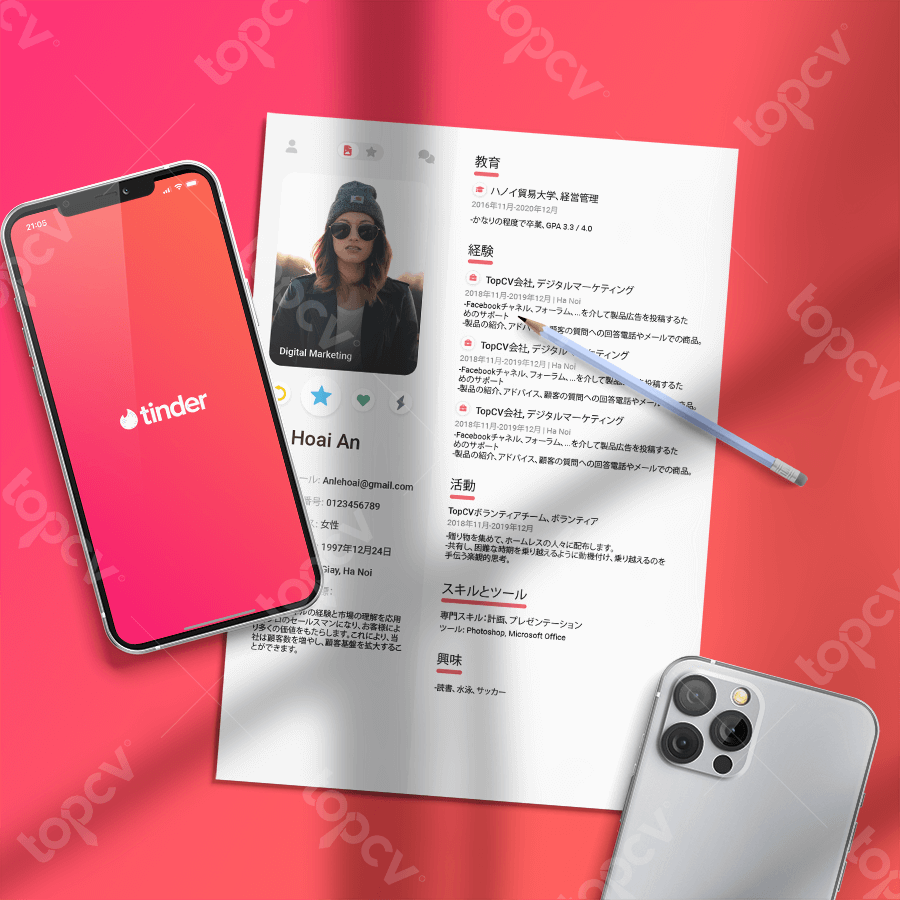 21:05
tinder
Digital Marketing
Hoai An
ール: Anlehoai@gmail.com
番号: 0123456789
: 女性
1997年12月24日
Giay, Ha Noi
ルの経験と市場の理解を応用
プロのセールスマンになり、お客様によ
り多くの価値をもたらします。これにより、当
社は顧客数を増やし、顧客基盤を拡大するこ
とができます。
教育
ハノイ貿易大学、経営管理
2016年11月-2020年12月
-かなりの程度で卒業、GPA 3.3 / 4.0
経験
TopCV会社, デジタルマーケティング
2018年11月-2019年12月 | Ha Noi
-Facebookチャネル、フォーラム、...を介して製品広告を投稿するた
めのサポート
-製品の紹介、アドバ 顧客の質問への回答電話やメールでの商品。
TopCV会社, デジタル ケティング
2018年11月-2019年12月 | Ha Noi
-Facebookチャネル、フォーラム、...を介して製品 を投稿するた
めのサポート
-製品の紹介、アドバイス、顧客の質問への回答電話やメール の商品。
TopCV会社, デジタルマーケティング
2018年11月-2019年12月 | Ha Noi
-Facebookチャネル、フォーラム、...を介して製品広告を投稿するた
めのサポート
-製品の紹介、アドバイス、顧客の質問への回答電話やメールでの商品。
活動
TopCVボランティアチーム、ボランティア
2018年11月-2019年12月
-贈り物を集めて、ホームレスの人々に配布します。
-共有し、困難な時期を乗り越えるように動機付け、乗り越えるのを
手伝う楽観的思考。
スキルとツール
専門スキル：計画、プレゼンテーション
ツール: Photoshop, Microsoft Office
興味
-読書、水泳、サッカー
topcv
topcv
topcv
topcv
topcv
topcv
topcv
topcv